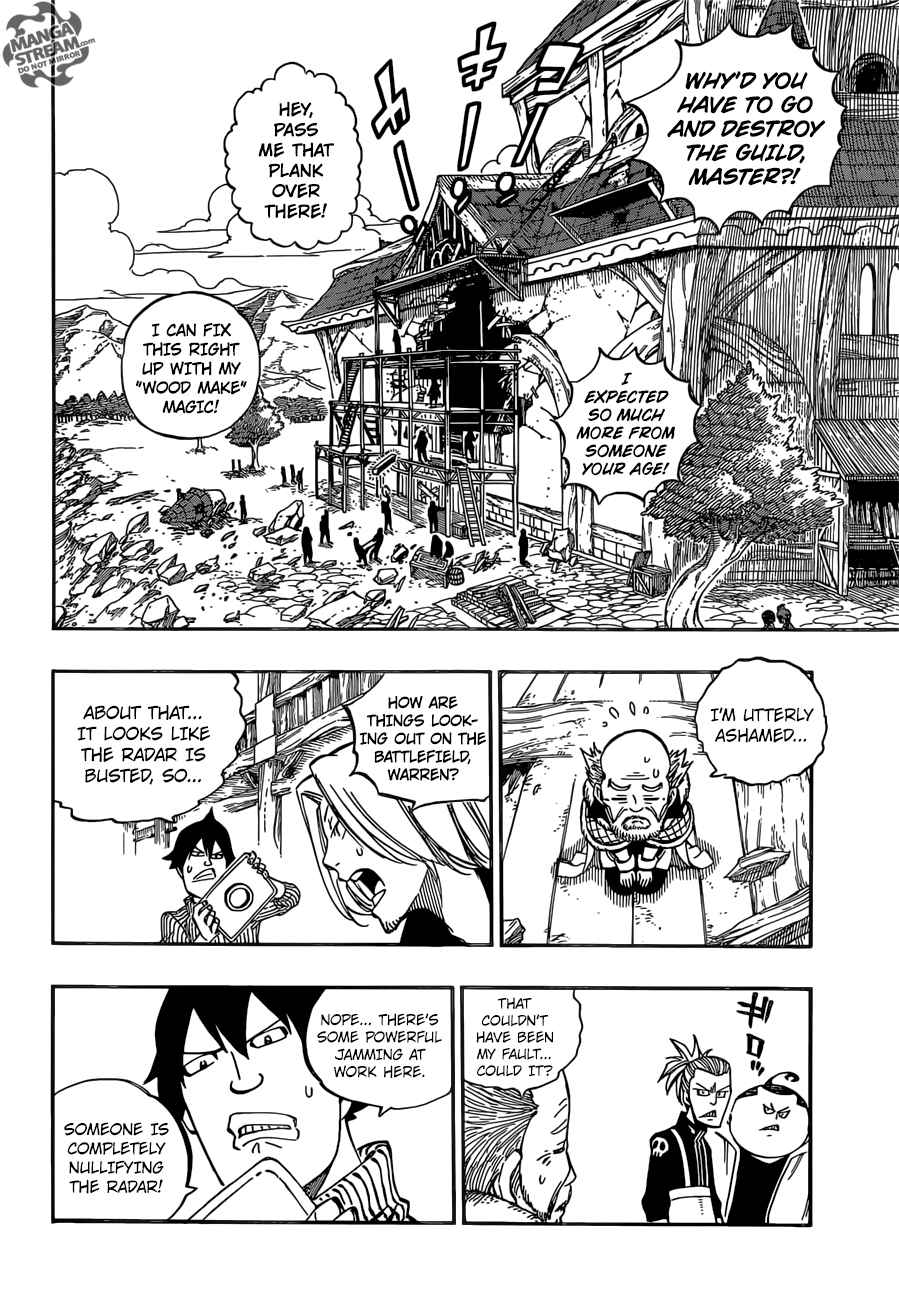 MANGA
STREAM.com
DO NOT MIRROR
WHY'D YOU
HAVE TO GO
AND DESTROY
THE GUILD,
MASTER?!
HEY,
PASS
ME THAT
PLANK
OVER
THERE!
I CAN FIX
THIS RIGHT
UP WITH MY
"WOOD MAKE"
MAGIC!
I
EXPECTED
SO MUCH
MORE FROM
SOMEONE
YOUR AGE!
ABOUT THAT...
IT LOOKS LIKE
THE RADAR IS
BUSTED, SO...
HOW ARE
THINGS LOOK-
ING OUT ON THE
BATTLEFIELD,
WARREN?
I'M UTTERLY
ASHAMED...
NOPE... THERE'S
SOME POWERFUL
JAMMING AT
WORK HERE.
SOMEONE IS
COMPLETELY
NULLIFYING
THE RADAR!
THAT
COULDN'T
HAVE BEEN
MY FAULT...
COULD IT?
ギロッ